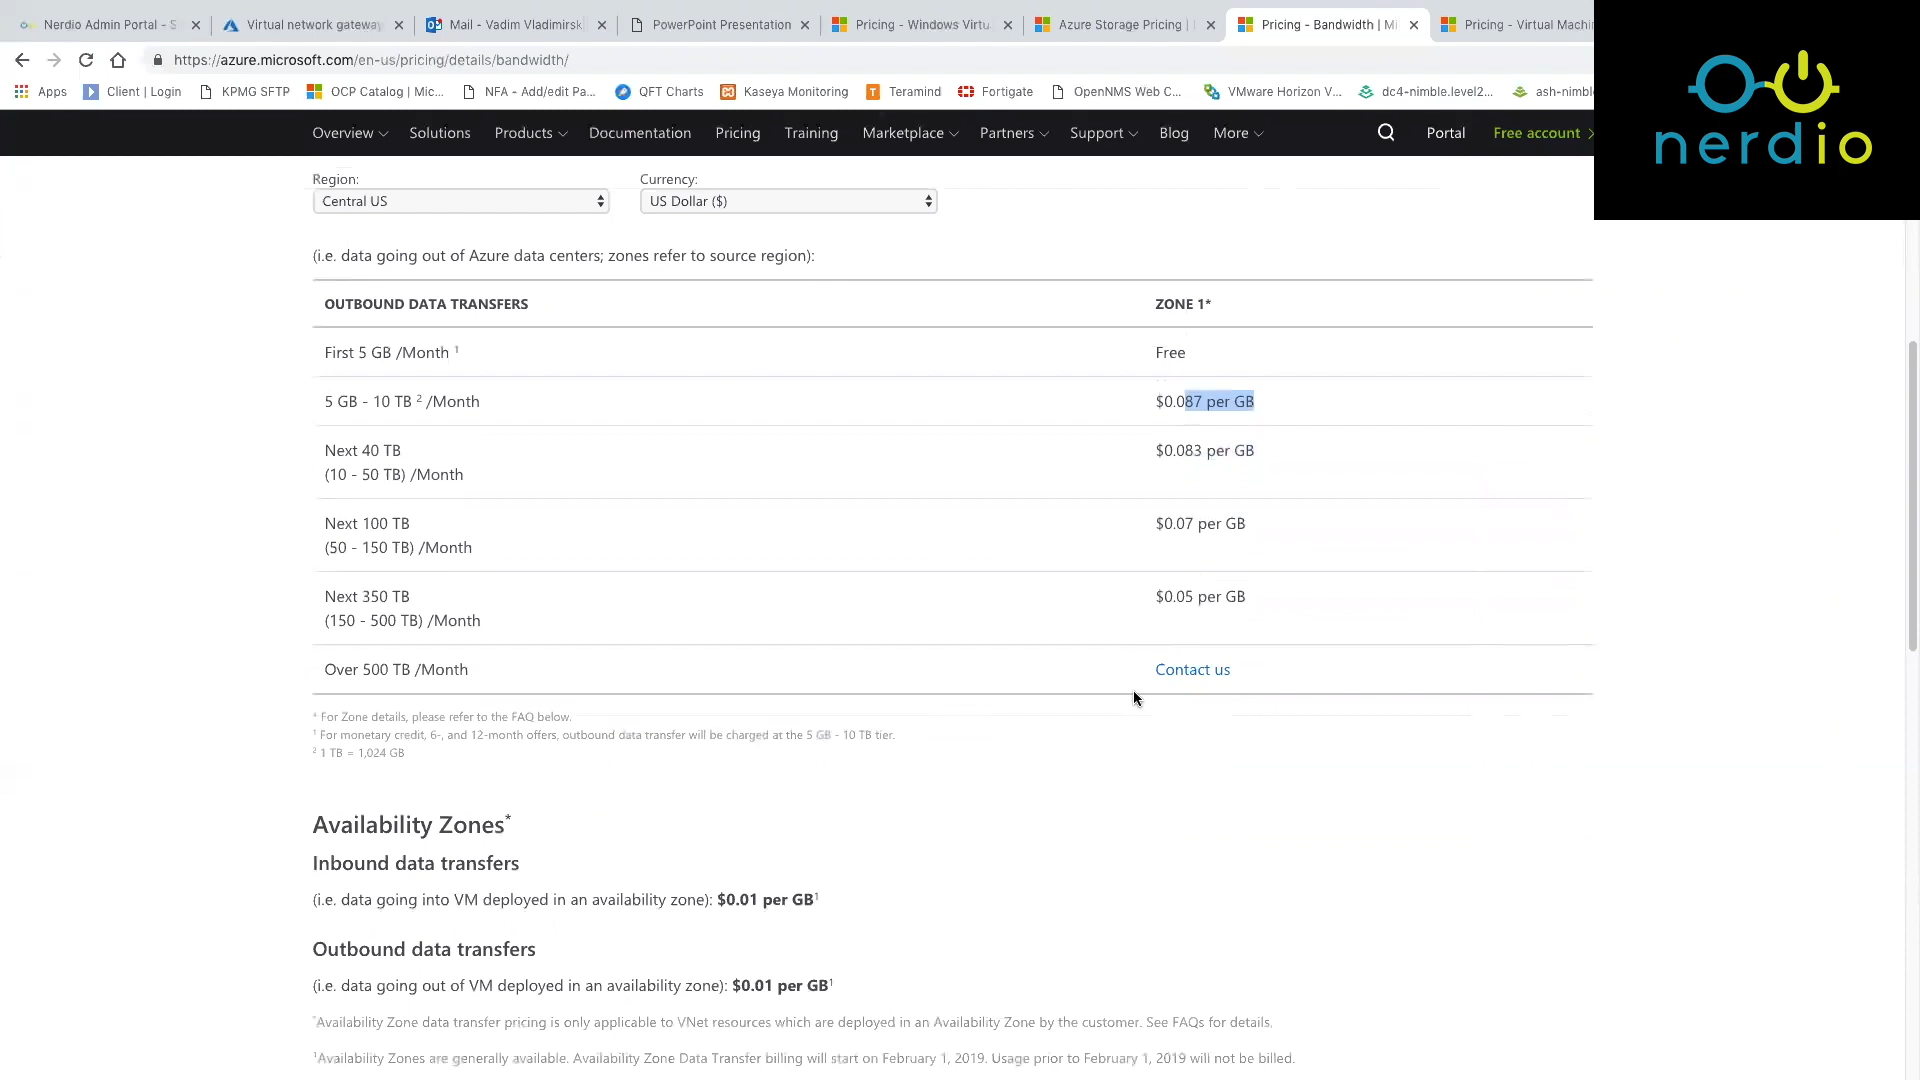 Nerdio Admin Portal - S
Virtual network gateway
Mail - Vadim Vladimirsk
PowerPoint Presentation
Pricing - Windows Virtu
Azure Storage Pricing |
Pricing - Bandwidth | Mi
Pricing - Virtual Machin
https://azure.microsoft.com/en-us/pricing/details/bandwidth/
Apps
Client | Login
KPMG SFTP
OCP Catalog | Mic...
NFA - Add/edit Pa...
QFT Charts
Kaseya Monitoring
Teramind
Fortigate
OpenNMS Web C...
VMware Horizon V...
dc4-nimble.level2...
ash-nimbl
nerdio
Overview
Solutions
Products
Documentation
Pricing
Training
Marketplace
Partners
Support
Blog
More
Portal
Free account
Region:
Currency:
Central US
US Dollar ($)
(i.e. data going out of Azure data centers; zones refer to source region):
OUTBOUND DATA TRANSFERS
ZONE 1*
First 5 GB /Month 1
Free
5 GB - 10 TB 2 /Month
$0.087 per GB
Next 40 TB
(10 - 50 TB) /Month
$0.083 per GB
Next 100 TB
(50 - 150 TB) /Month
$0.07 per GB
Next 350 TB
(150 - 500 TB) /Month
$0.05 per GB
Over 500 TB /Month
Contact us
* For Zone details, please refer to the FAQ below.
1 For monetary credit, 6-, and 12-month offers, outbound data transfer will be charged at the 5 GB - 10 TB tier.
2 1 TB = 1,024 GB
Availability Zones*
Inbound data transfers
(i.e. data going into VM deployed in an availability zone): $0.01 per GB1
Outbound data transfers
(i.e. data going out of VM deployed in an availability zone): $0.01 per GB1
*Availability Zone data transfer pricing is only applicable to VNet resources which are deployed in an Availability Zone by the customer. See FAQs for details.
1Availability Zones are generally available. Availability Zone Data Transfer billing will start on February 1, 2019. Usage prior to February 1, 2019 will not be billed.